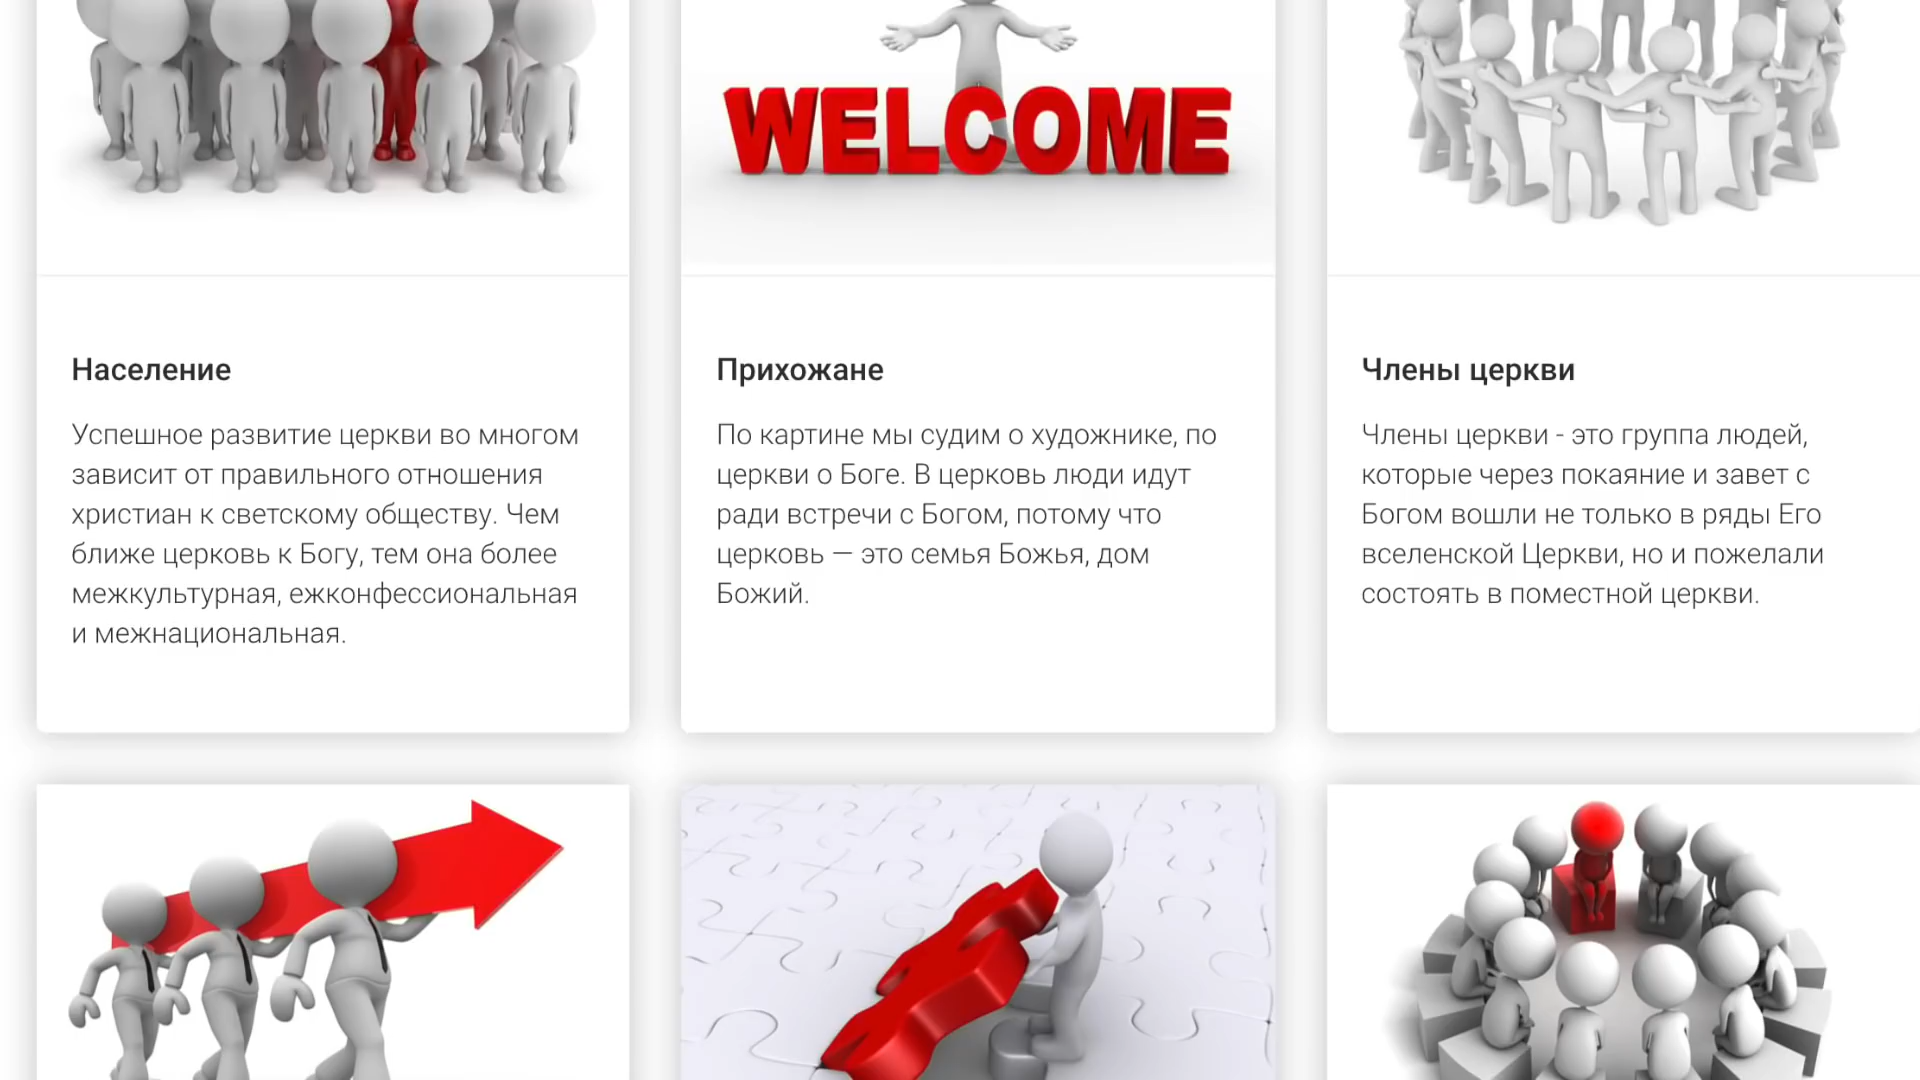 WELCOME
Население
Успешное развитие церкви во многом
зависит от правильного отношения
христиан к светскому обществу. Чем
ближе церковь к Богу, тем она более
межкультурная, ежконфессиональная
и межнациональная.
Прихожане
По картине мы судим о художнике, по
церкви о Боге. В церковь люди идут
ради встречи с Богом, потому что
церковь — это семья Божья, дом
Божий.
Члены церкви
Члены церкви - это группа людей,
которые через покаяние и завет с
Богом вошли не только в ряды Его
вселенской Церкви, но и пожелали
состоять в поместной церкви.